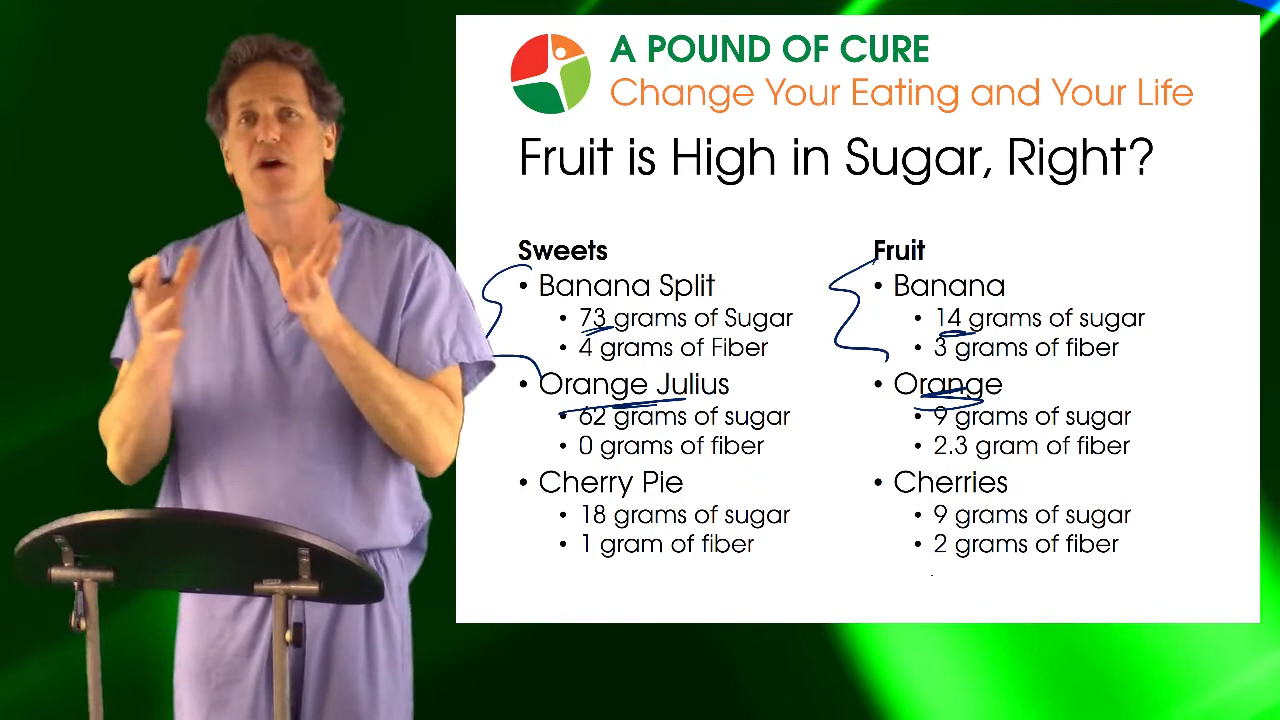 A POUND OF CURE
Change Your Eating and Your Life
Fruit is High in Sugar, Right?
Sweets
• Banana Split
• 73 grams of Sugar
• 4 grams of Fiber
• Orange Julius
• 62 grams of sugar
• 0 grams of fiber
• Cherry Pie
• 18 grams of sugar
• 1 gram of fiber
Fruit
• Banana
• 14 grams of sugar
• 3 grams of fiber
• Orange
• 9 grams of sugar
• 2.3 gram of fiber
• Cherries
• 9 grams of sugar
• 2 grams of fiber